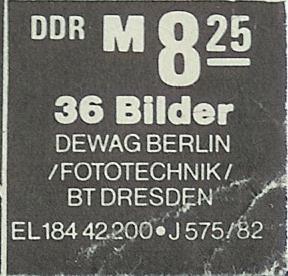 DDR M 8 25
36 Bilder
DEWAG BERLIN
/FOTOTECHNIK/
BT DRESDEN
EL 184 42 200 • J 575/82